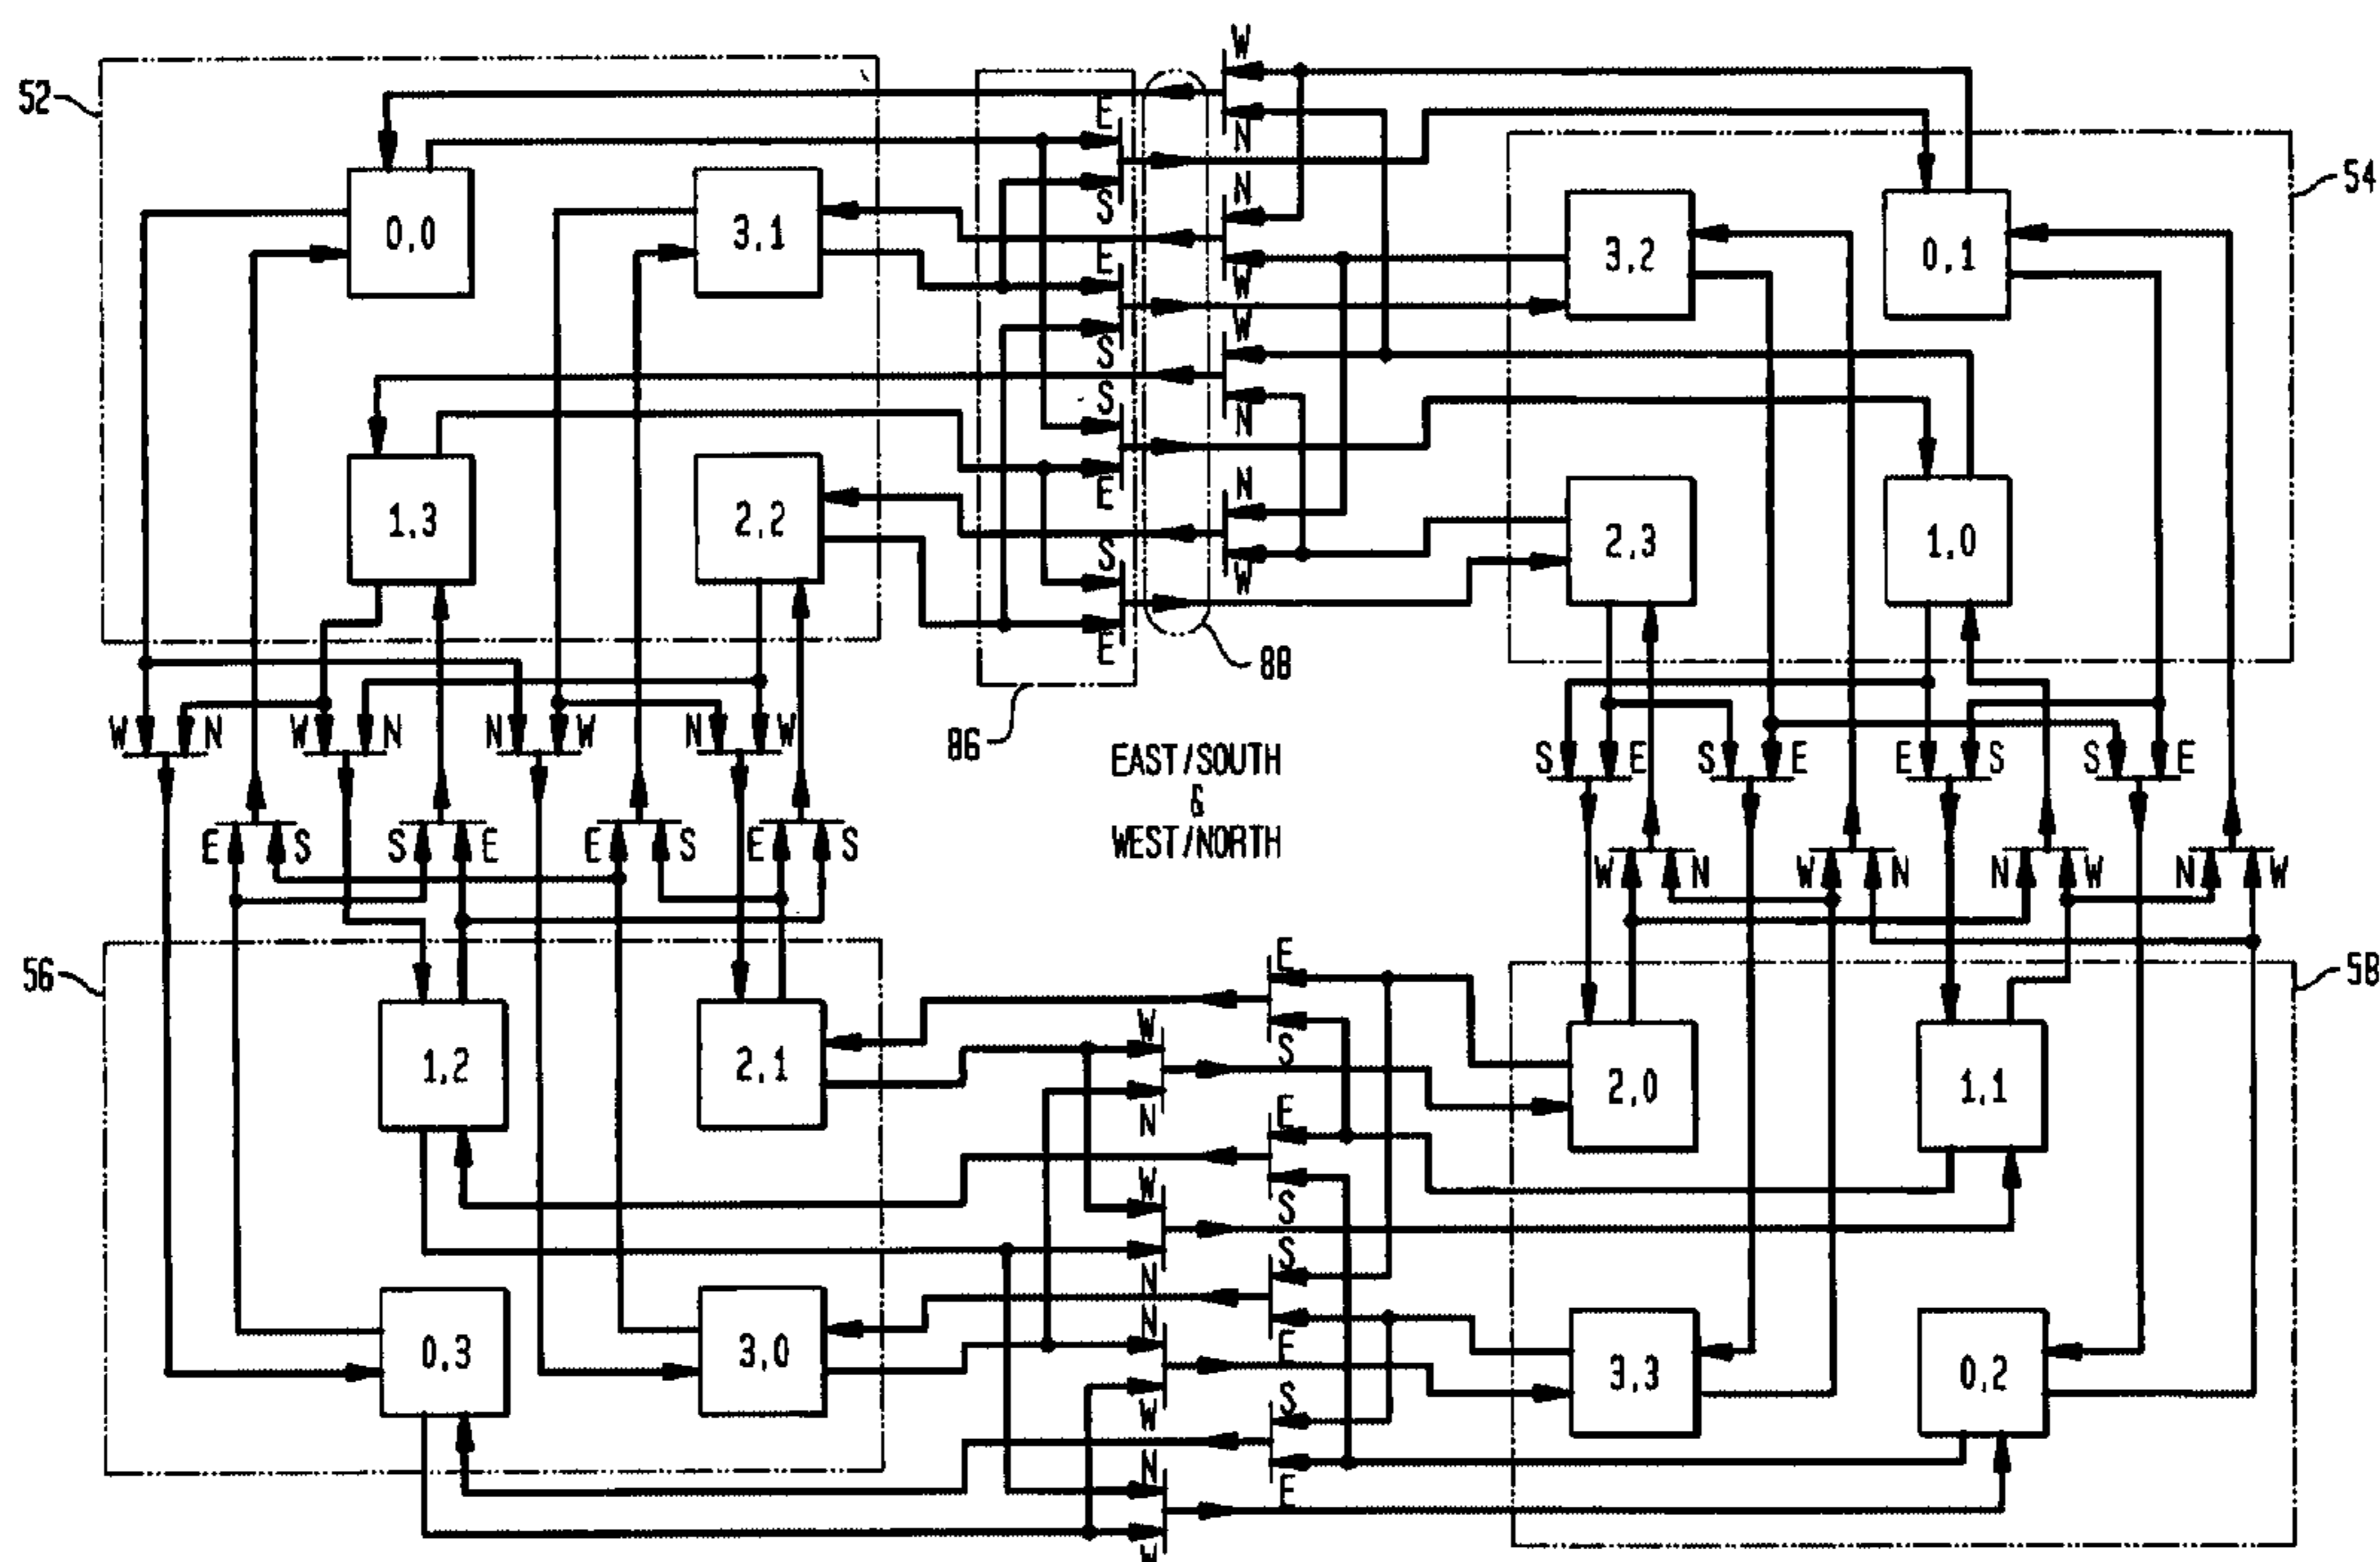 W
52
E
N
54
S
N
0,0
3,1
E
3,2
0,1
W
W
S
S
N
E
N
1,3
2,2
2,3
1,0
S
W
E
88
W N W N N W N W
86
EAST/SOUTH
&
WEST/NORTH
S E S E E S S E
E S S E E S E S
W N W N N W N W
56
58
E
W
S
1,2
2,1
2,0
1,1
N
E
W
S
S
N
N
0,3
3,0
E
3,3
0,2
S
W
N
E
W